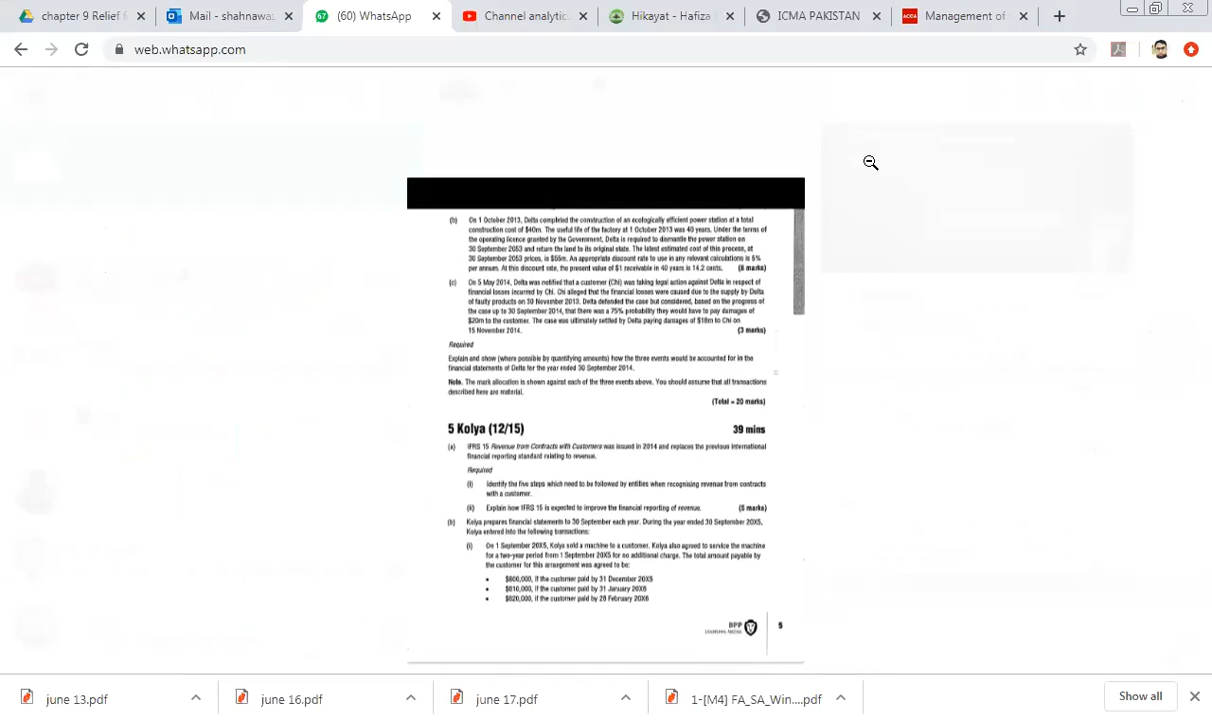 chapter 9 Relief f
Mail - shahnawa
(60) WhatsApp
Channel analytic
Hikayat - Hafiza
ICMA PAKISTAN
ACCA
Management of
web.whatsapp.com
(b) On 1 October 2013, Delta completed the construction of an ecologically efficient power station at a total
construction cost of $40m. The useful life of the factory at 1 October 2013 was 40 years. Under the terms of
the operating licence granted by the Government, Delta is required to dismantle the power station on
30 September 2053 and return the land to its original state. The latest estimated cost of this process, at
30 September 2053 prices, is $55m. An appropriate discount rate to use in any relevant calculations is 5%
per annum. At this discount rate, the present value of $1 receivable in 40 years is 14.2 cents. (8 marks)
(c) On 5 May 2014, Delta was notified that a customer (Chi) was taking legal action against Delta in respect of
financial losses incurred by Chi. Chi alleged that the financial losses were caused due to the supply by Delta
of faulty products on 30 November 2013. Delta defended the case but considered, based on the progress of
the case up to 30 September 2014, that there was a 75% probability they would have to pay damages of
$20m to the customer. The case was ultimately settled by Delta paying damages of $18m to Chi on
15 November 2014. (3 marks)
Required
Explain and show (where possible by quantifying amounts) how the three events would be accounted for in the
financial statements of Delta for the year ended 30 September 2014.
Note. The mark allocation is shown against each of the three events above. You should assume that all transactions
described here are material.
(Total = 20 marks)
5 Kolya (12/15) 39 mins
(a) IFRS 15 Revenue from Contracts with Customers was issued in 2014 and replaces the previous international
financial reporting standard relating to revenue.
Required
(i) Identify the five steps which need to be followed by entities when recognising revenue from contracts
with a customer.
(ii) Explain how IFRS 15 is expected to improve the financial reporting of revenue. (5 marks)
(b) Kolya prepares financial statements to 30 September each year. During the year ended 30 September 20X5,
Kolya entered into the following transactions:
(i) On 1 September 20X5, Kolya sold a machine to a customer. Kolya also agreed to service the machine
for a two-year period from 1 September 20X5 for no additional charge. The total amount payable by
the customer for this arrangement was agreed to be:
• $800,000, if the customer paid by 31 December 20X5
• $810,000, if the customer paid by 31 January 20X6
• $820,000, if the customer paid by 28 February 20X6
BPP
LEARNING MEDIA
5
june 13.pdf
june 16.pdf
june 17.pdf
1-[M4] FA_SA_Win....pdf
Show all